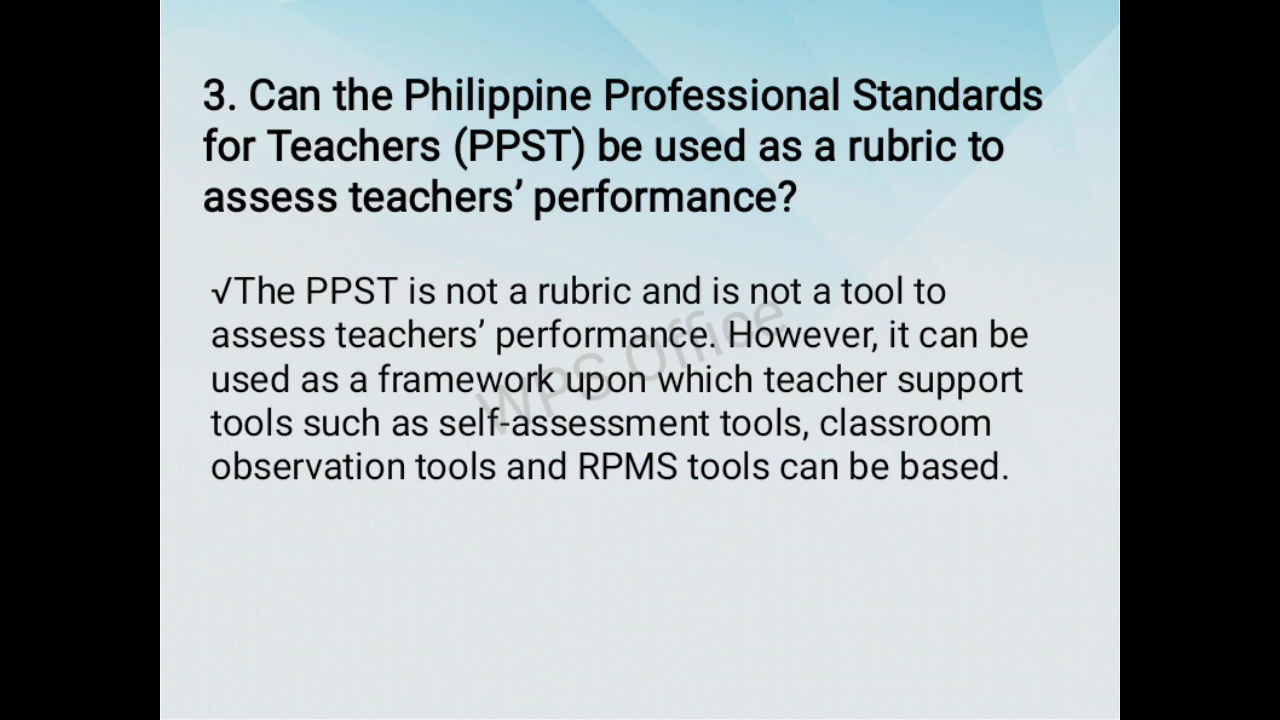 3. Can the Philippine Professional Standards
for Teachers (PPST) be used as a rubric to
assess teachers’ performance?
√The PPST is not a rubric and is not a tool to
assess teachers’ performance. However, it can be
used as a framework upon which teacher support
tools such as self-assessment tools, classroom
observation tools and RPMS tools can be based.
WPS Office